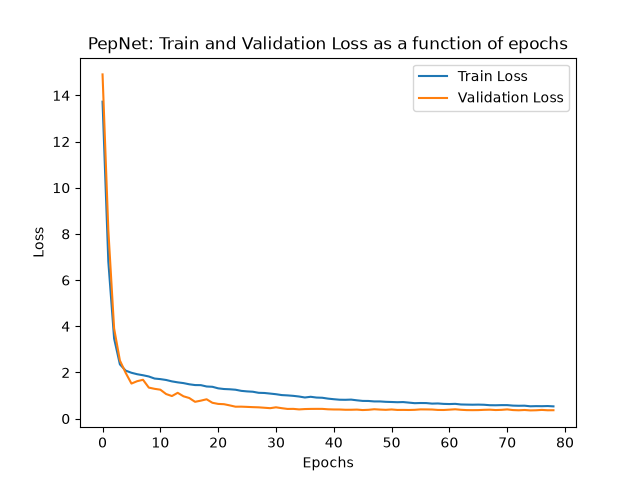 PepNet: Train and Validation Loss as a function of epochs
Train Loss
Validation Loss
14
12
10
8
6
4
2
0
Loss
0 10 20 30 40 50 60 70 80
Epochs